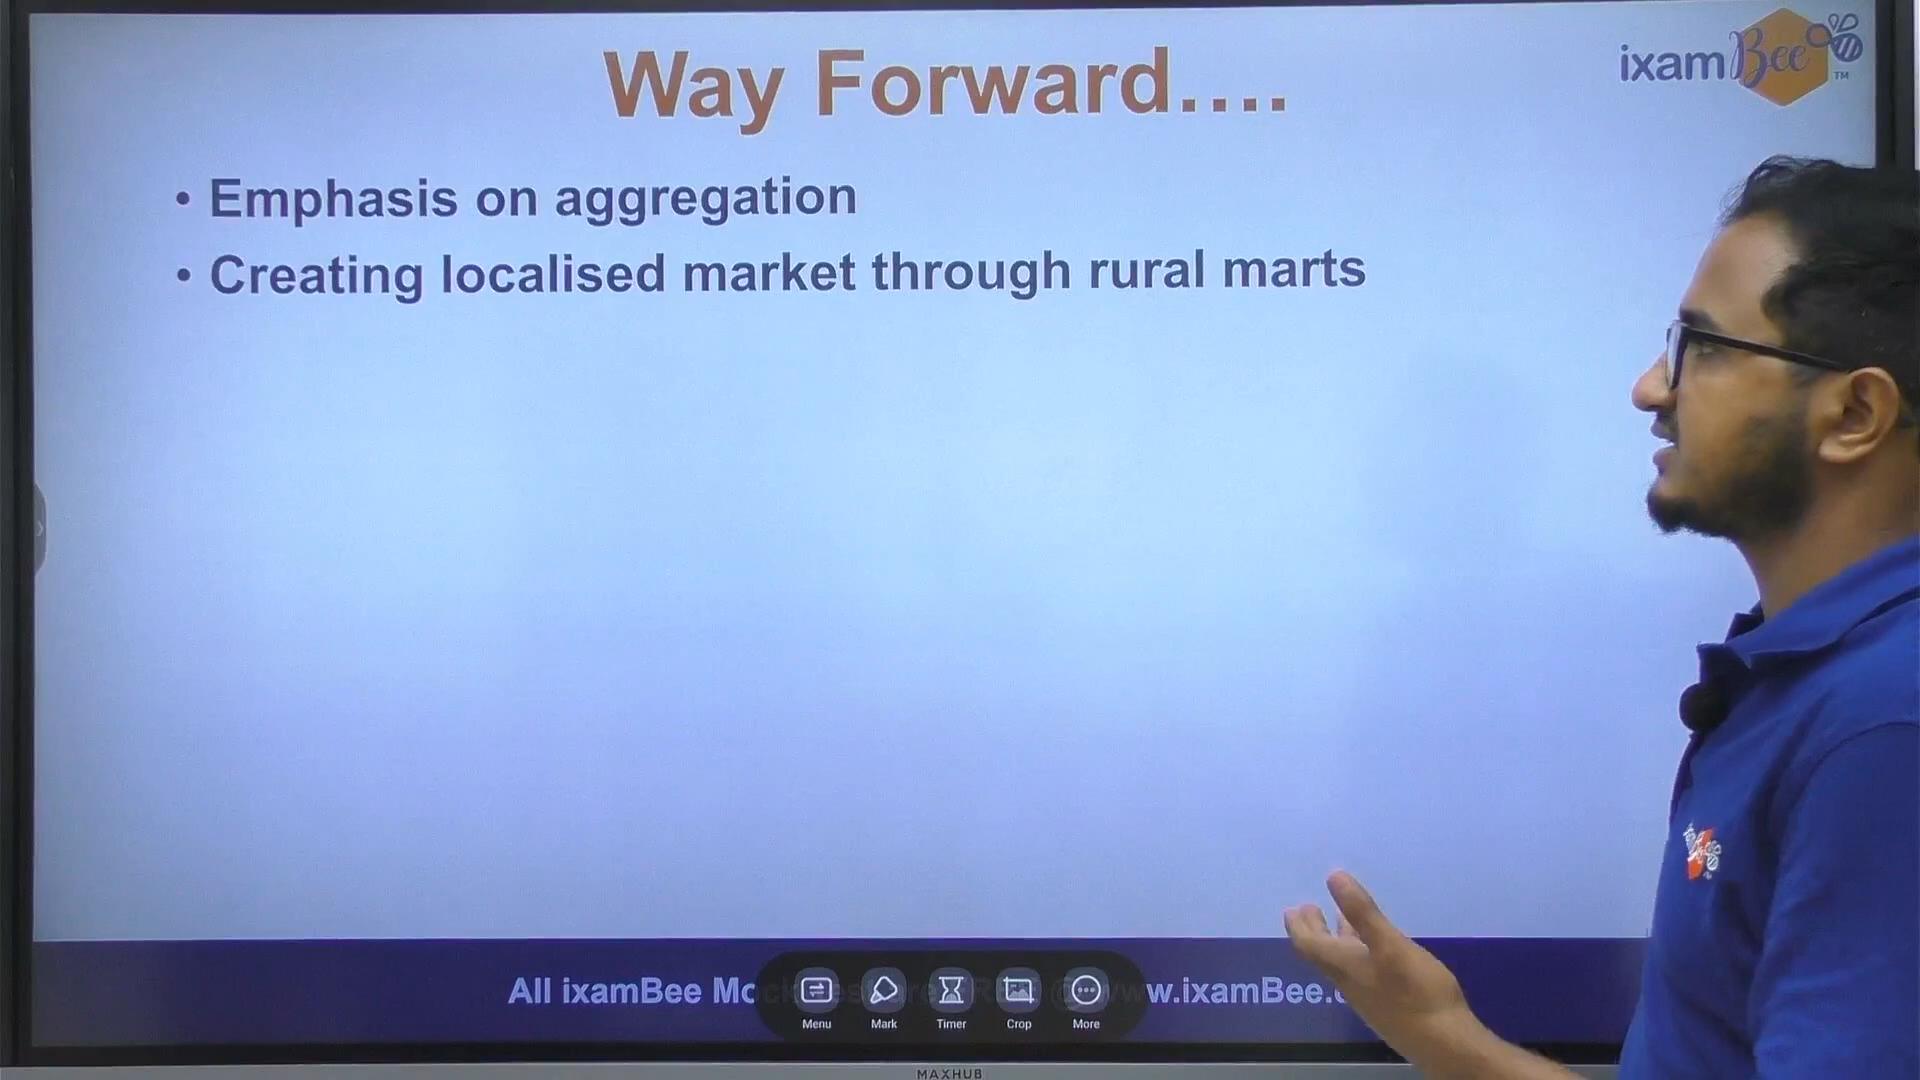 Way Forward....
ixamBee TM
• Emphasis on aggregation
• Creating localised market through rural marts
All ixamBee Mock w.ixamBee.
Menu Mark Timer Crop More
MAXHUB